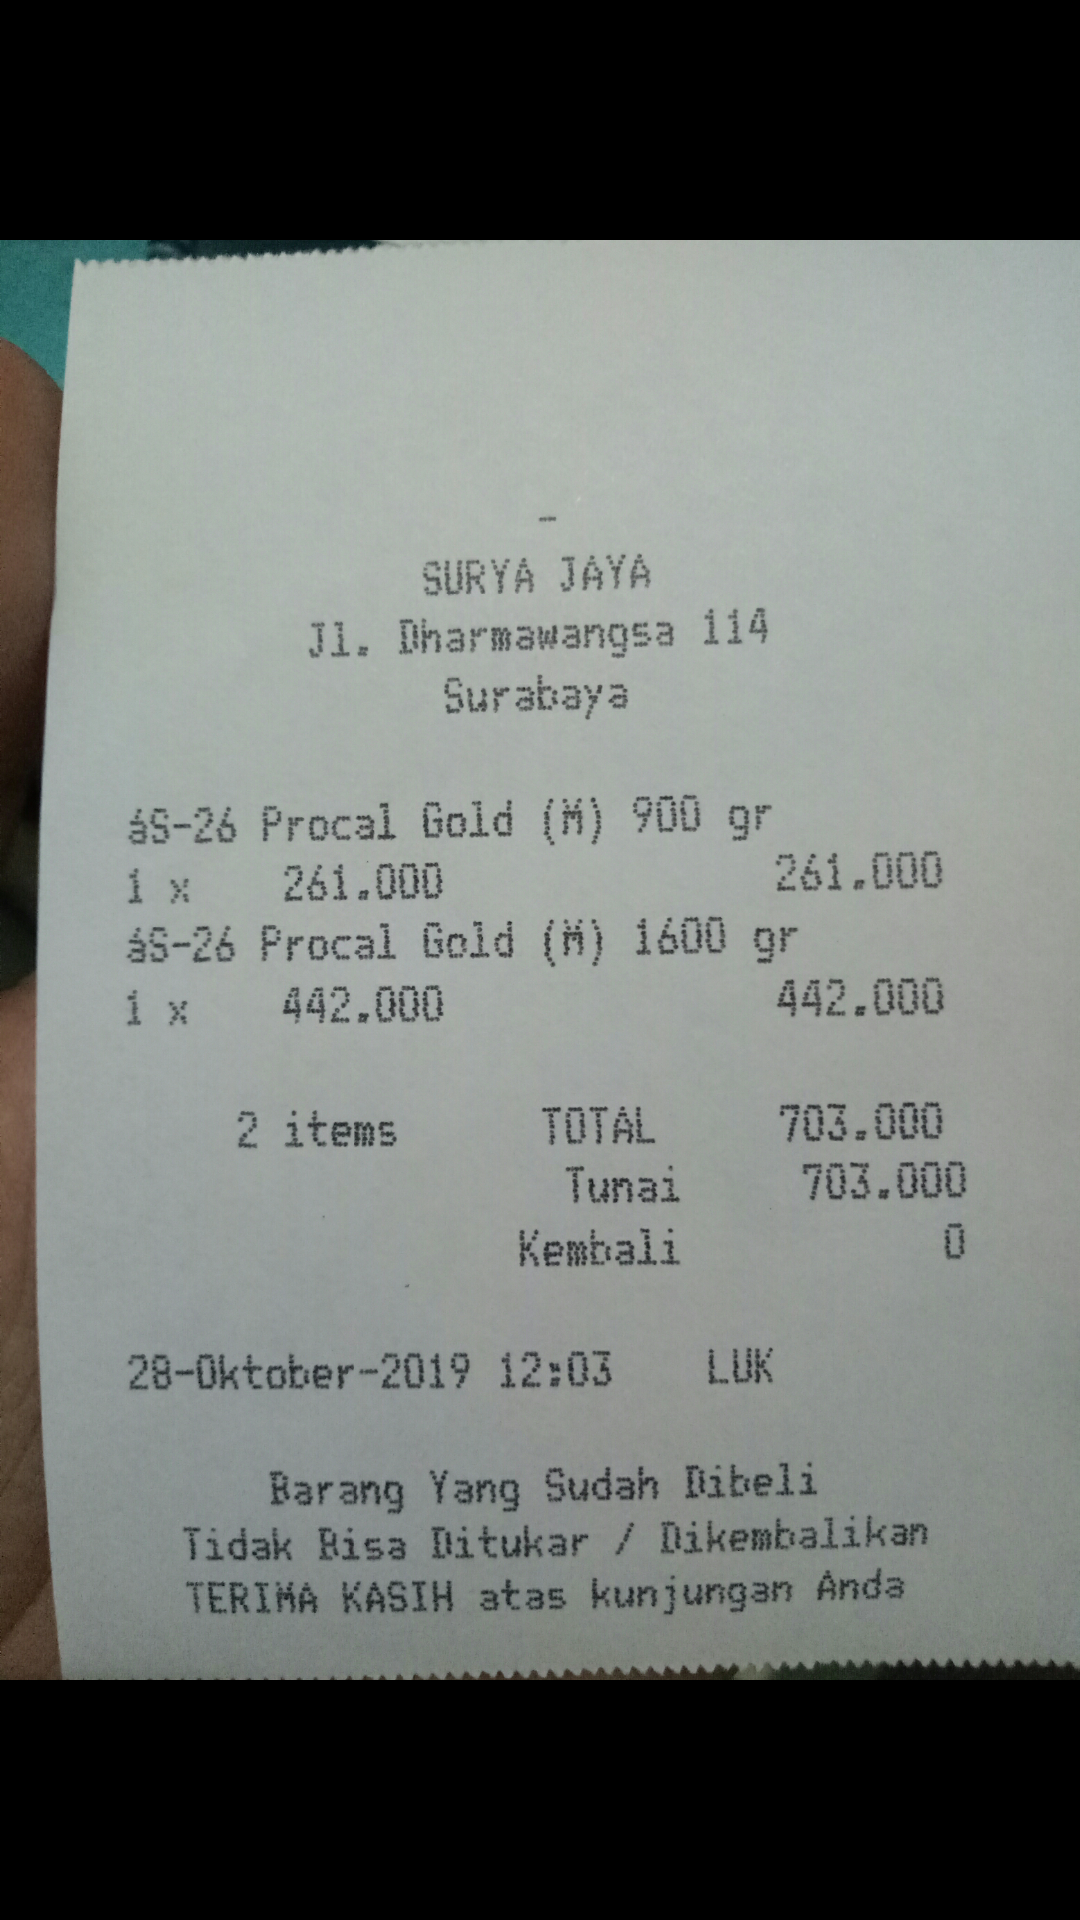 -
SURYA JAYA
Jl. Dharmawangsa 114
Surabaya
áS-26 Procal Gold (M) 900 gr
1 x 261.000 261.000
áS-26 Procal Gold (M) 1600 gr
1 x 442.000 442.000
2 items TOTAL 703.000
Tunai 703.000
Kembali 0
28-Oktober-2019 12:03 LUK
Barang Yang Sudah Dibeli
Tidak Bisa Ditukar / Dikembalikan
TERIMA KASIH atas kunjungan Anda